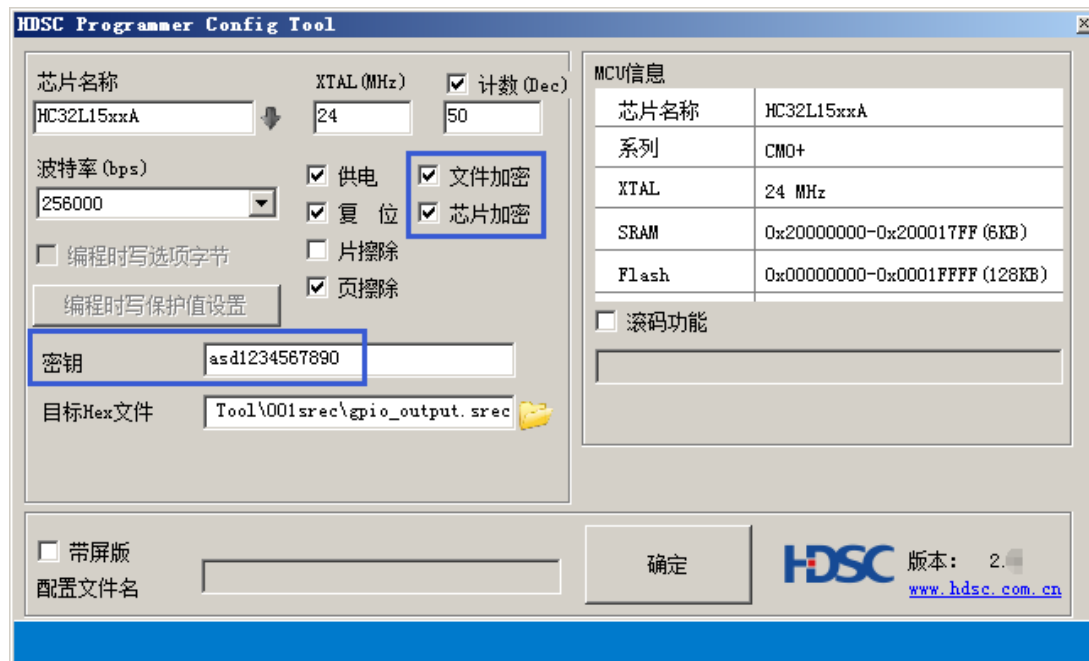 HDSC Programmer Config Tool
芯片名称
XTAL(MHz)
计数(Dec)
HC32L15xxA
24
50
波特率(bps)
256000
供电
文件加密
复 位
芯片加密
编程时写选项字节
片擦除
编程时写保护值设置
页擦除
密钥
asd1234567890
目标Hex文件
Tool\001srec\gpio_output.srec
MCU信息
芯片名称 HC32L15xxA
系列 CM0+
XTAL 24 MHz
SRAM 0x20000000-0x200017FF(6KB)
Flash 0x00000000-0x0001FFFF(128KB)
滚码功能
带屏版
配置文件名
确定
HDSC
版本: 2.
www.hdsc.com.cn